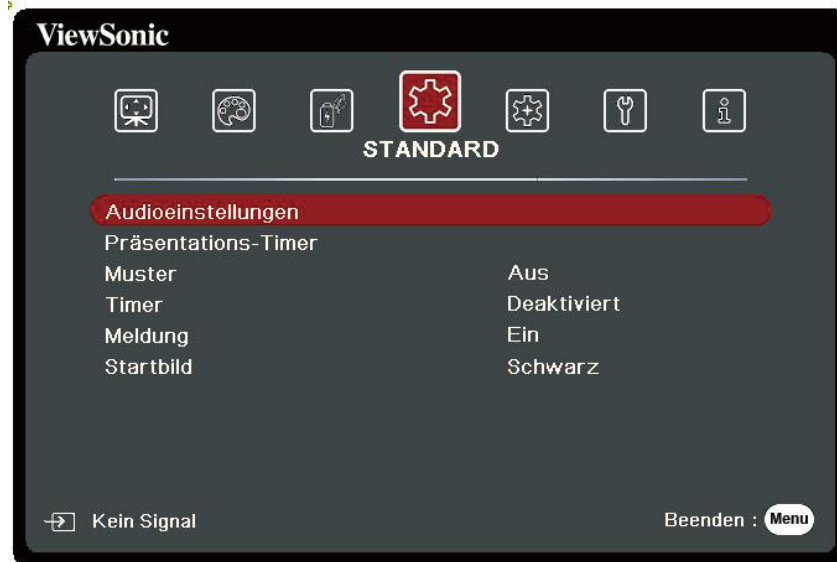 ViewSonic
STANDARD
Audioeinstellungen
Präsentations-Timer
Muster Aus
Timer Deaktiviert
Meldung Ein
Startbild Schwarz
Kein Signal Beenden : Menu